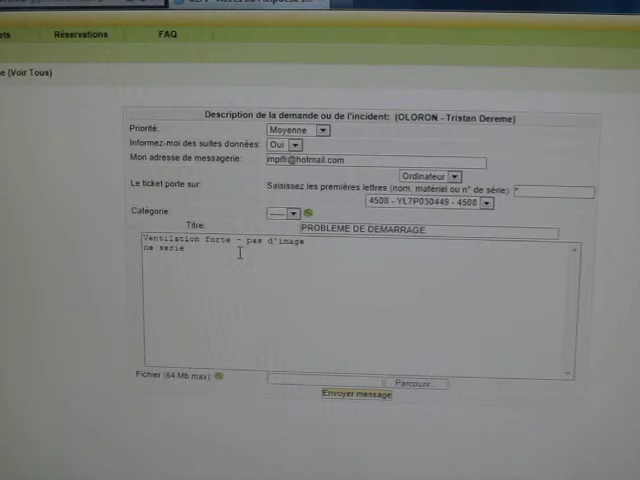 Réservations
FAQ
(Voir Tous)
Description de la demande ou de l'incident: (OLORON - Tristan Dereme)
Priorité:
Moyenne
Informez-moi des suites données:
Oui
Mon adresse de messagerie:
mpifr@hotmail.com
Ordinateur
Le ticket porte sur:
Saisissez les premières lettres (nom, matériel ou n° de série):
*
4508 - YL7P030449 - 4508
Catégorie:
-----
Titre:
PROBLEME DE DEMARRAGE
Ventilation forte - pas d'image
ns serie
Fichier (64 Mb max):
Parcourir...
Envoyer message